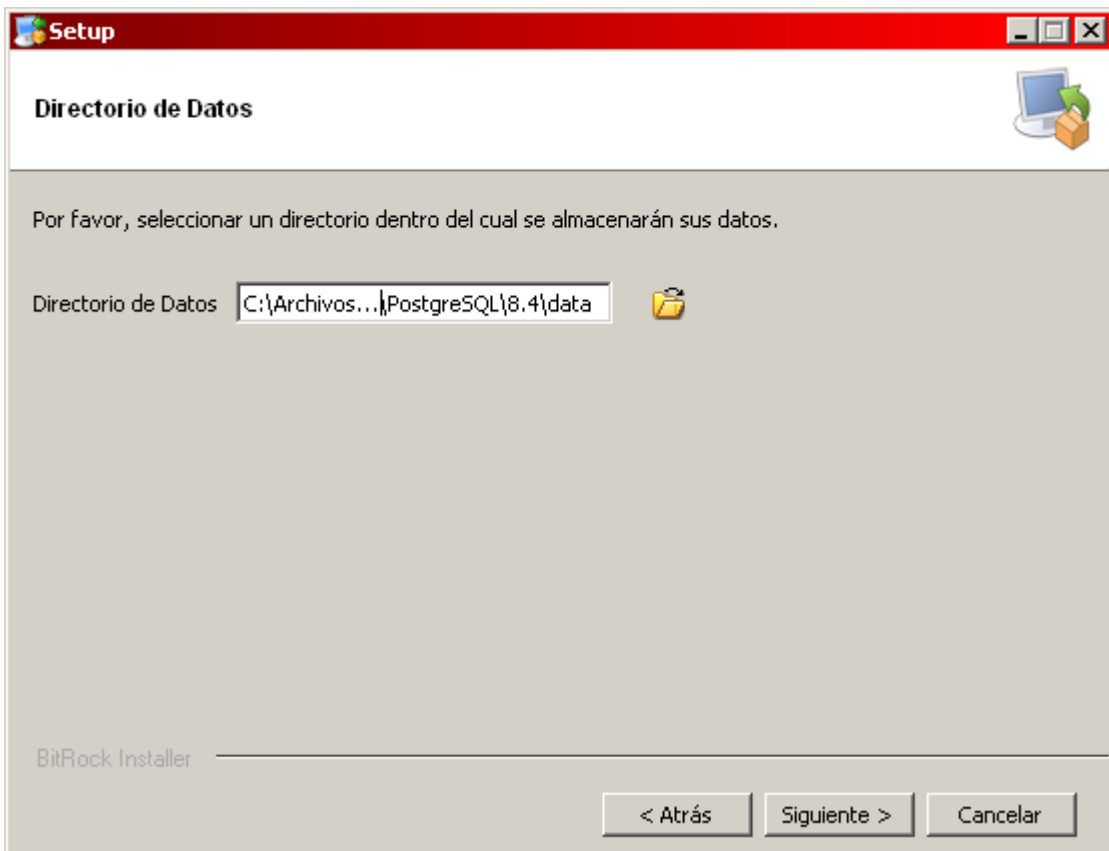 Setup
Directorio de Datos
Por favor, seleccionar un directorio dentro del cual se almacenarán sus datos.
Directorio de Datos C:\Archivos...\PostgreSQL\8.4\data
BitRock Installer
< Atrás Siguiente > Cancelar